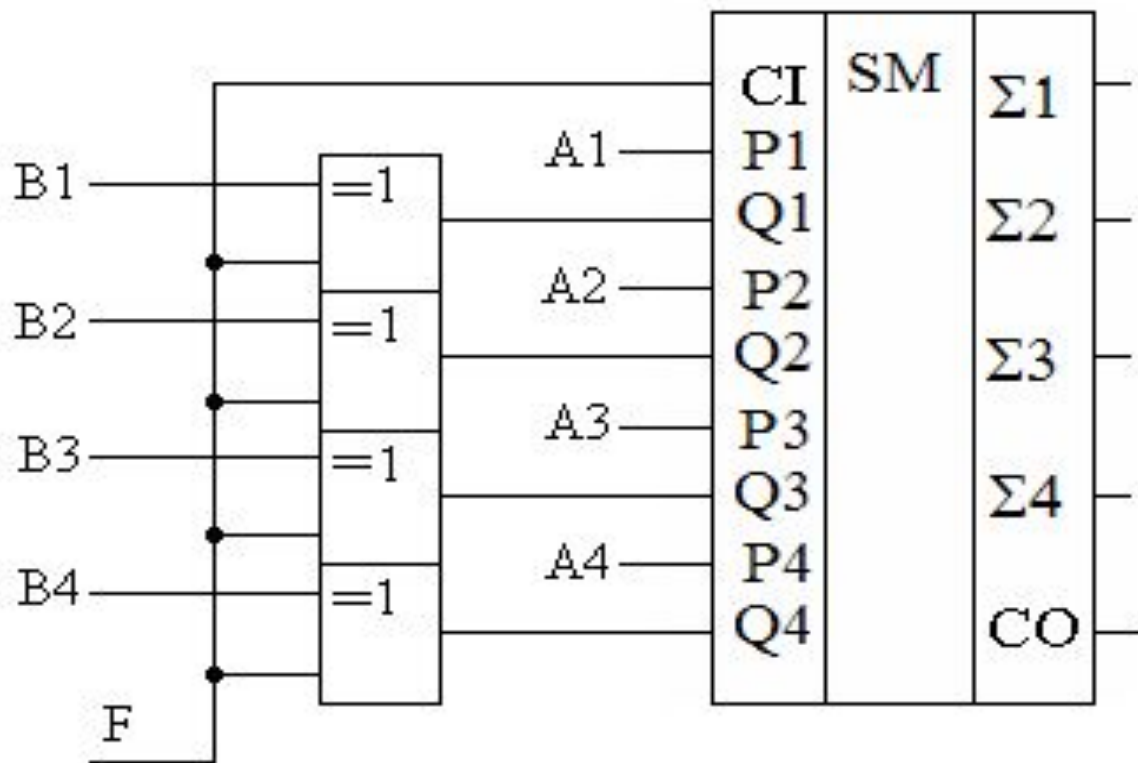 CI SM Σ1
B1 =1 A1 P1
Q1 Σ2
B2 =1 A2 P2
Q2 Σ3
B3 =1 A3 P3
Q3 Σ4
B4 =1 A4 P4
Q4 CO
F